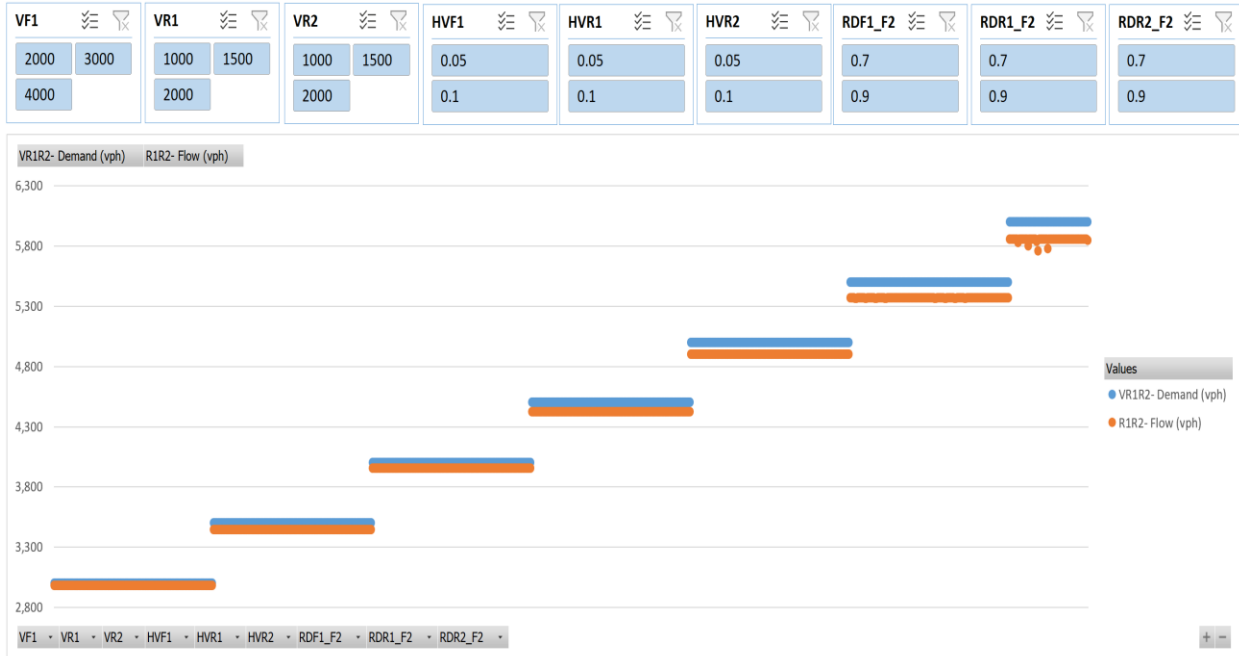 VF1 VR1 VR2 HVF1 HVR1 HVR2 RDF1_F2 RDR1_F2 RDR2_F2
2000 3000 1000 1500 1000 1500 0.05 0.05 0.05 0.7 0.7 0.7
4000 2000 2000 0.1 0.1 0.1 0.9 0.9 0.9
VR1R2- Demand (vph) R1R2- Flow (vph)
6,300
5,800
5,300
4,800
Values
VR1R2- Demand (vph)
R1R2- Flow (vph)
4,300
3,800
3,300
2,800
VF1 VR1 VR2 HVF1 HVR1 HVR2 RDF1_F2 RDR1_F2 RDR2_F2 + -